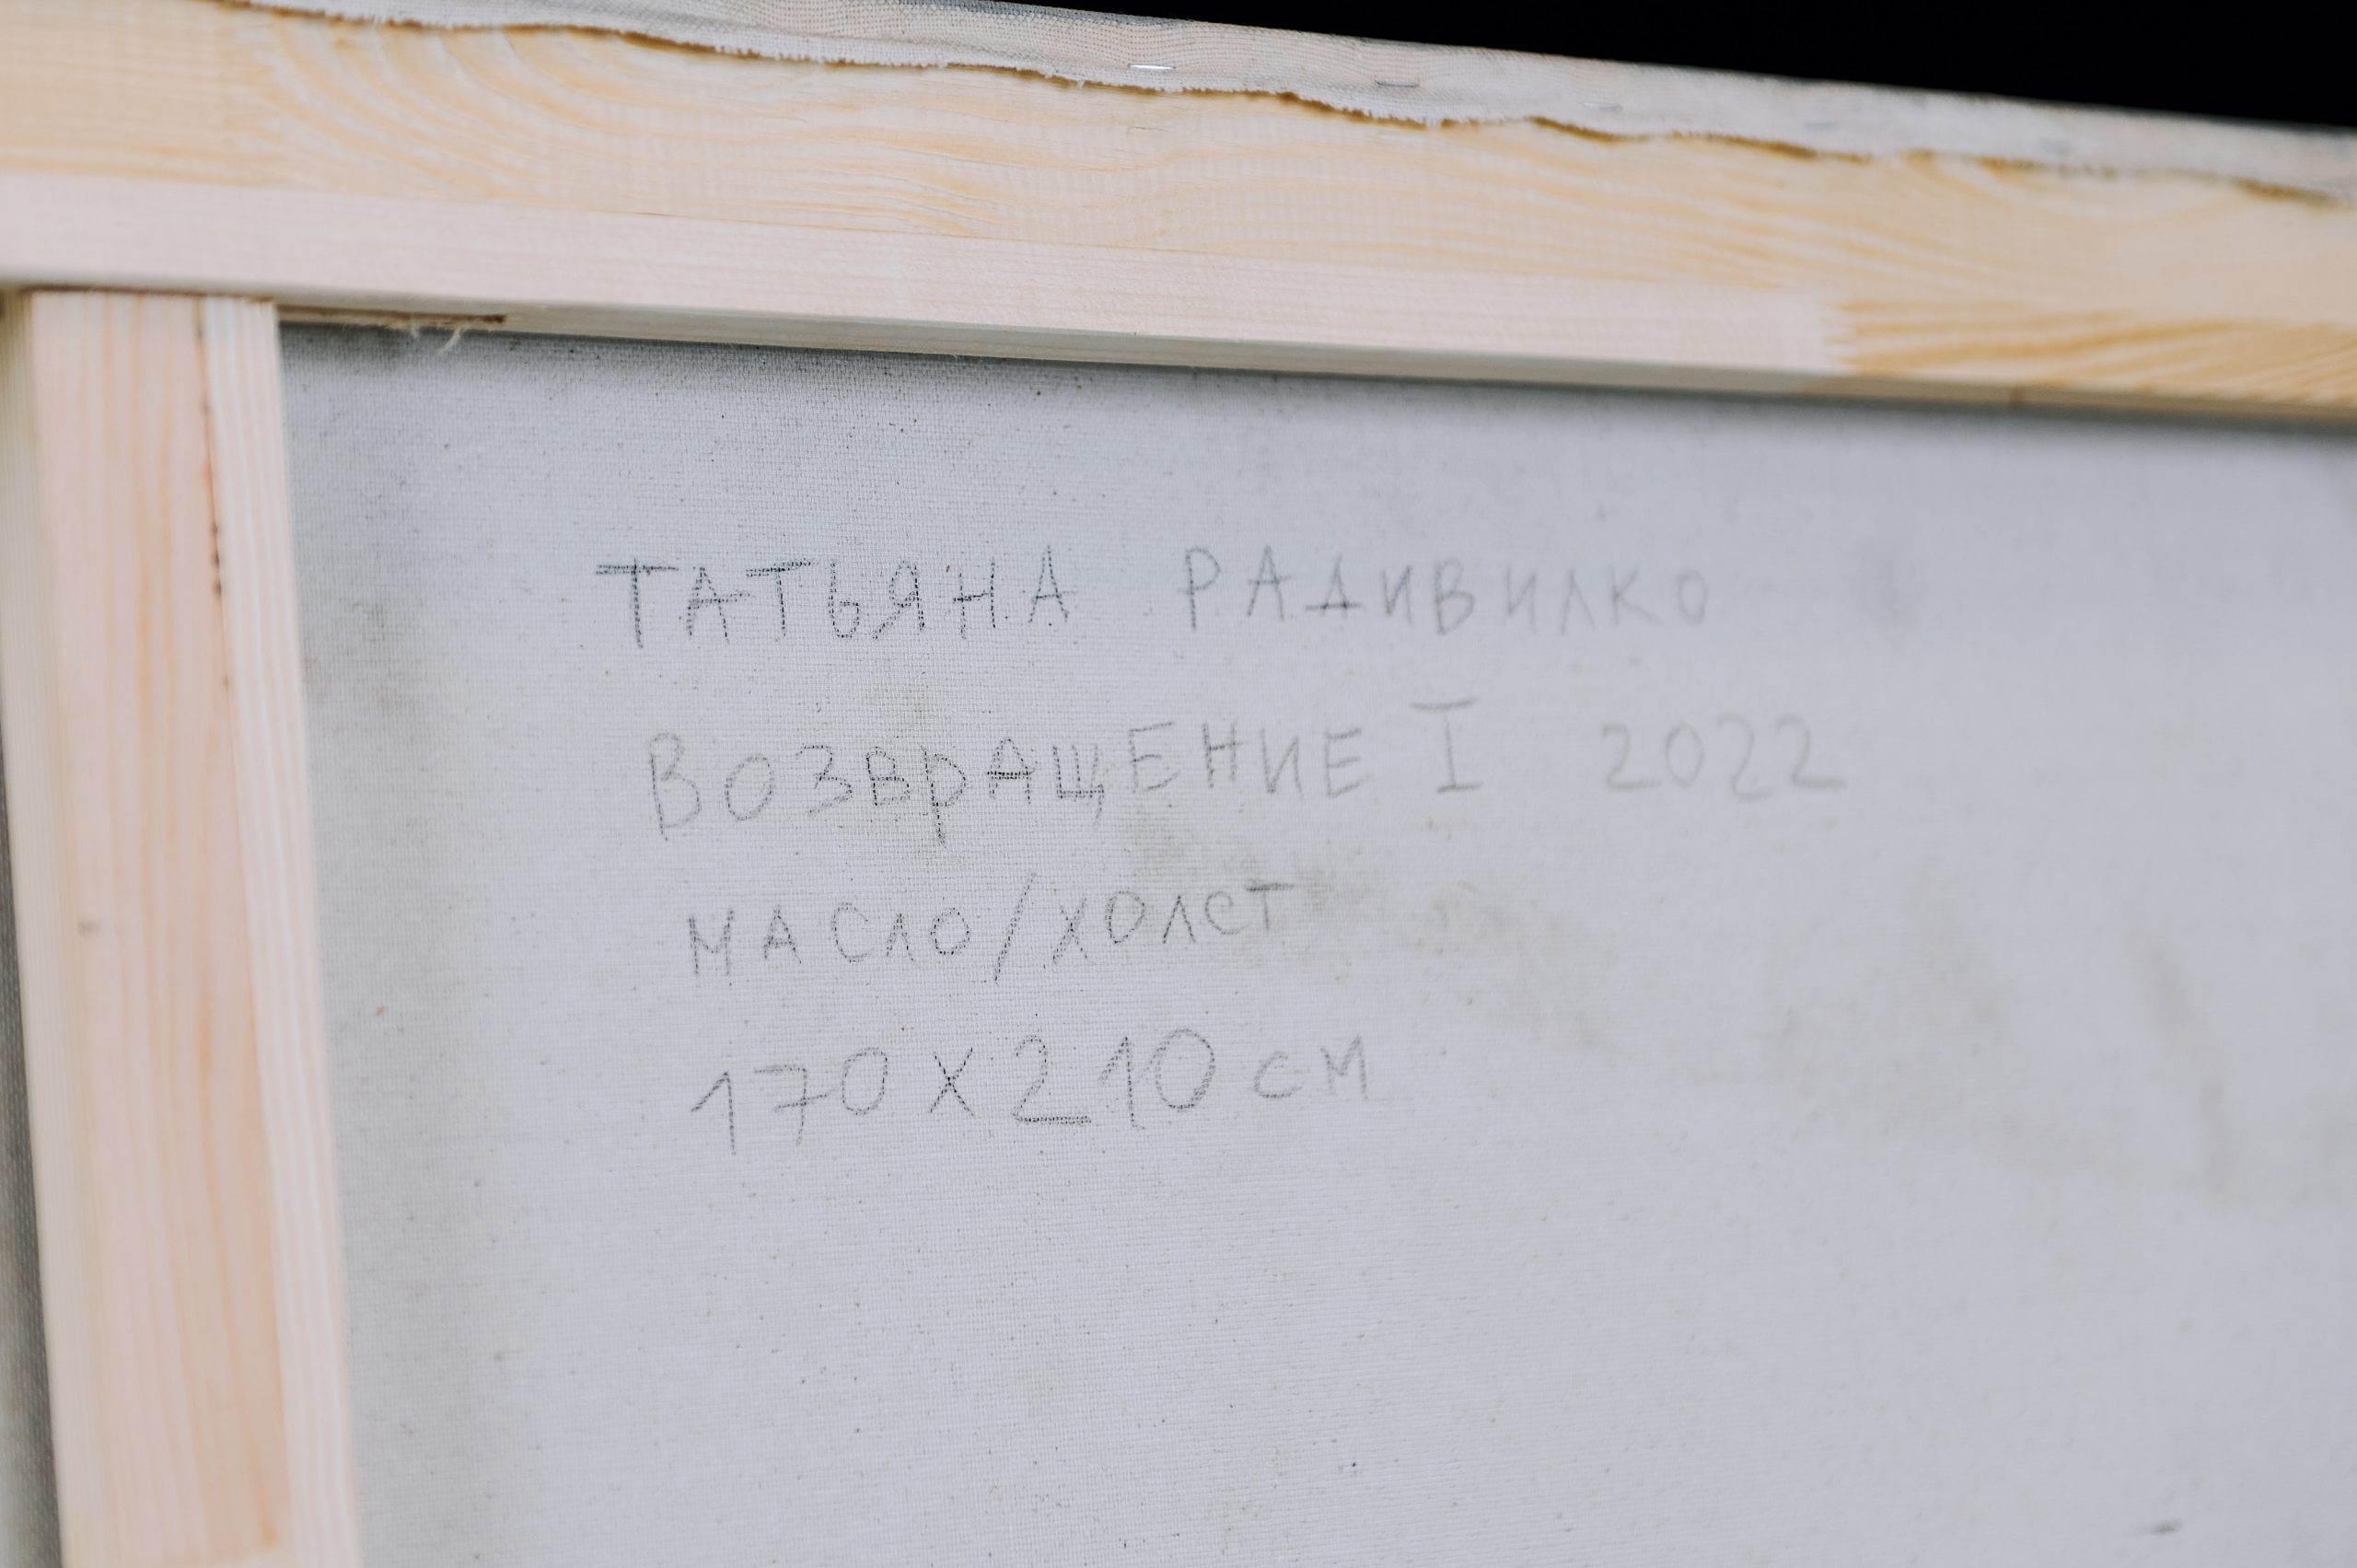 ТАТЬЯНА РАДИВИЛКО
ВОЗВРАЩЕНИЕ I 2022
МАСЛО/ХОЛСТ
170 X 210 СМ